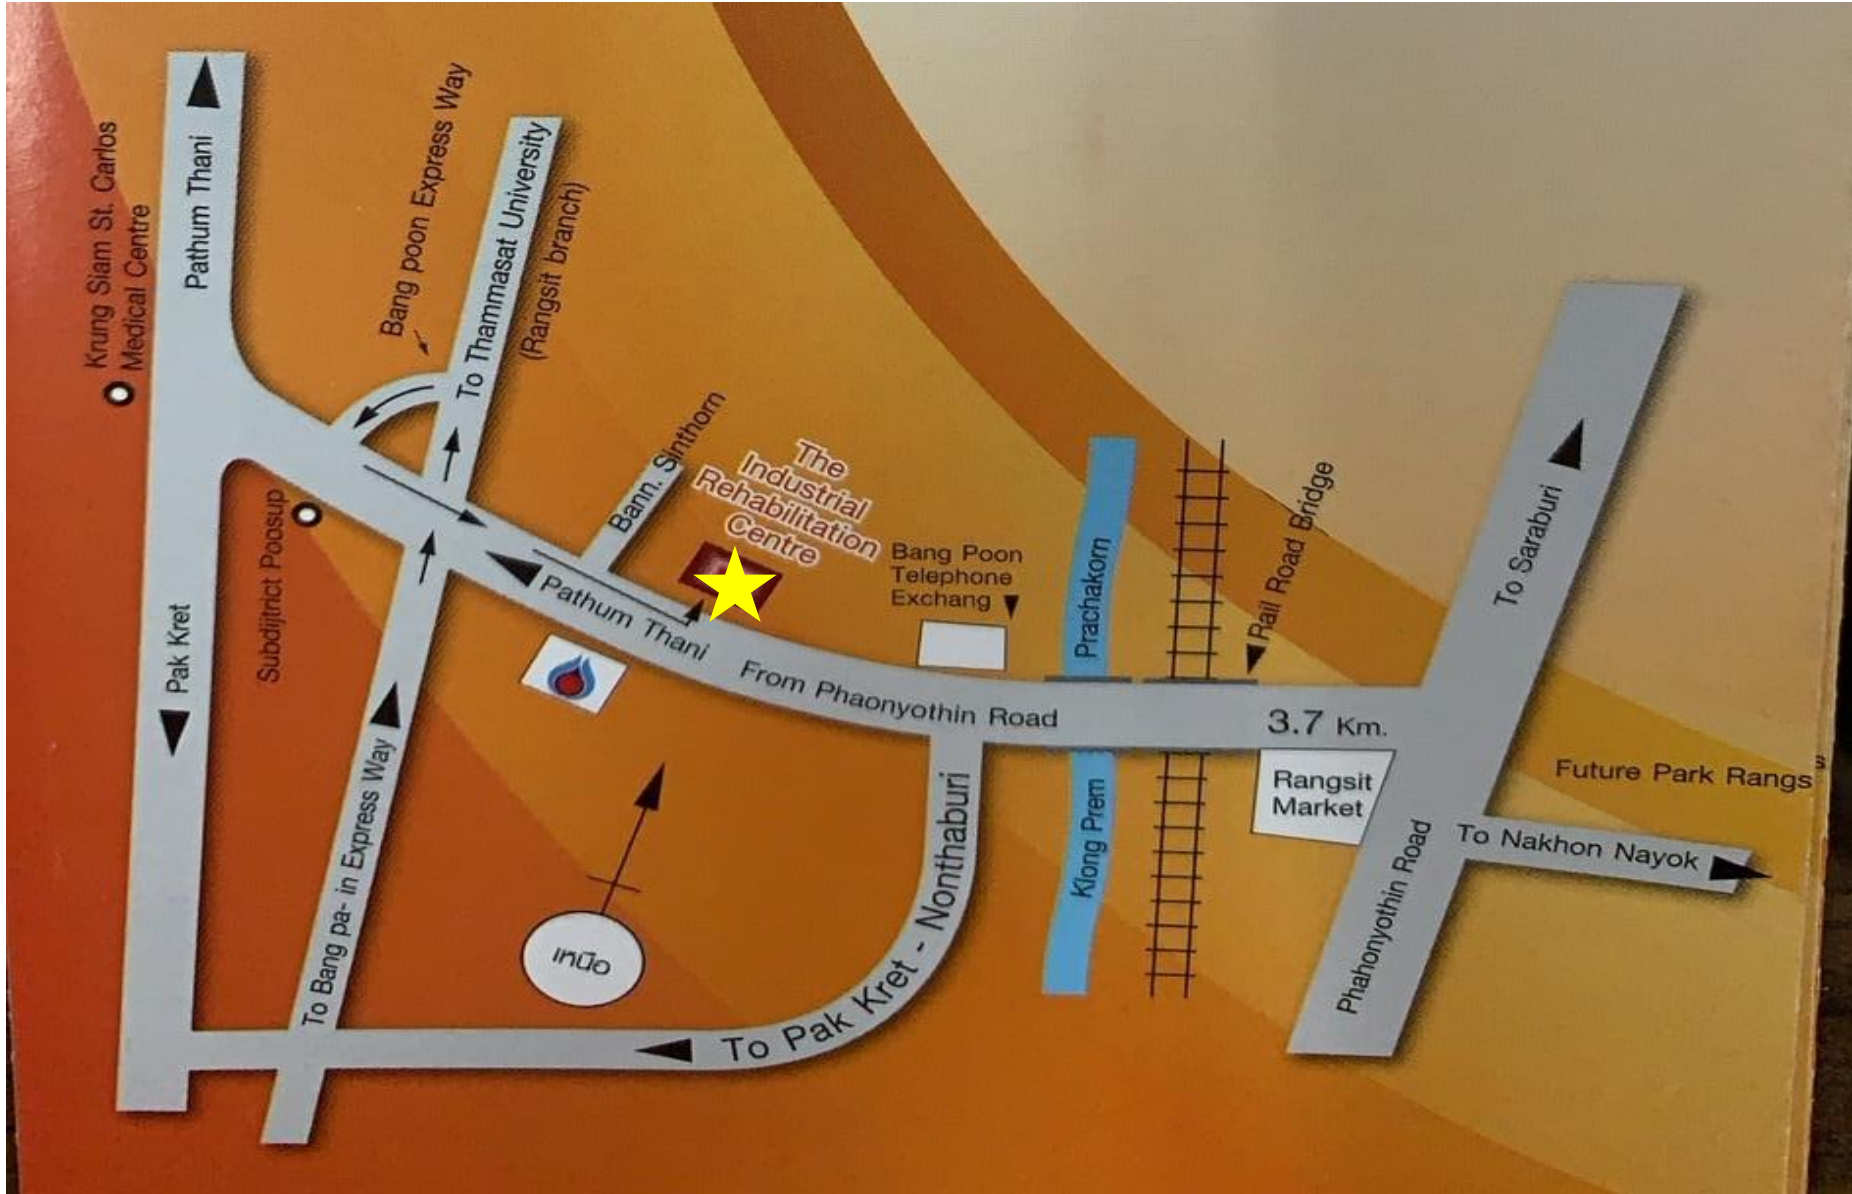 Krung Siam St. Carlos
Medical Centre
Pathum Thani
Bang poon Express Way
To Thammasat University
(Rangsit branch)
Pak Kret
Subdijtrict Poosup
Bann. Sinthorn
The
Industrial
Rehabilitation
Centre
Bang Poon
Telephone
Exchang
Prachakorn
Rail Road Bridge
To Saraburi
Pathum Thani
From Phaonyothin Road
3.7 Km.
Rangsit
Market
Future Park Rangs
s
To Nakhon Nayok
Phahonyothin Road
Klong Prem
To Bang pa- in Express Way
เหนือ
To Pak Kret - Nonthaburi